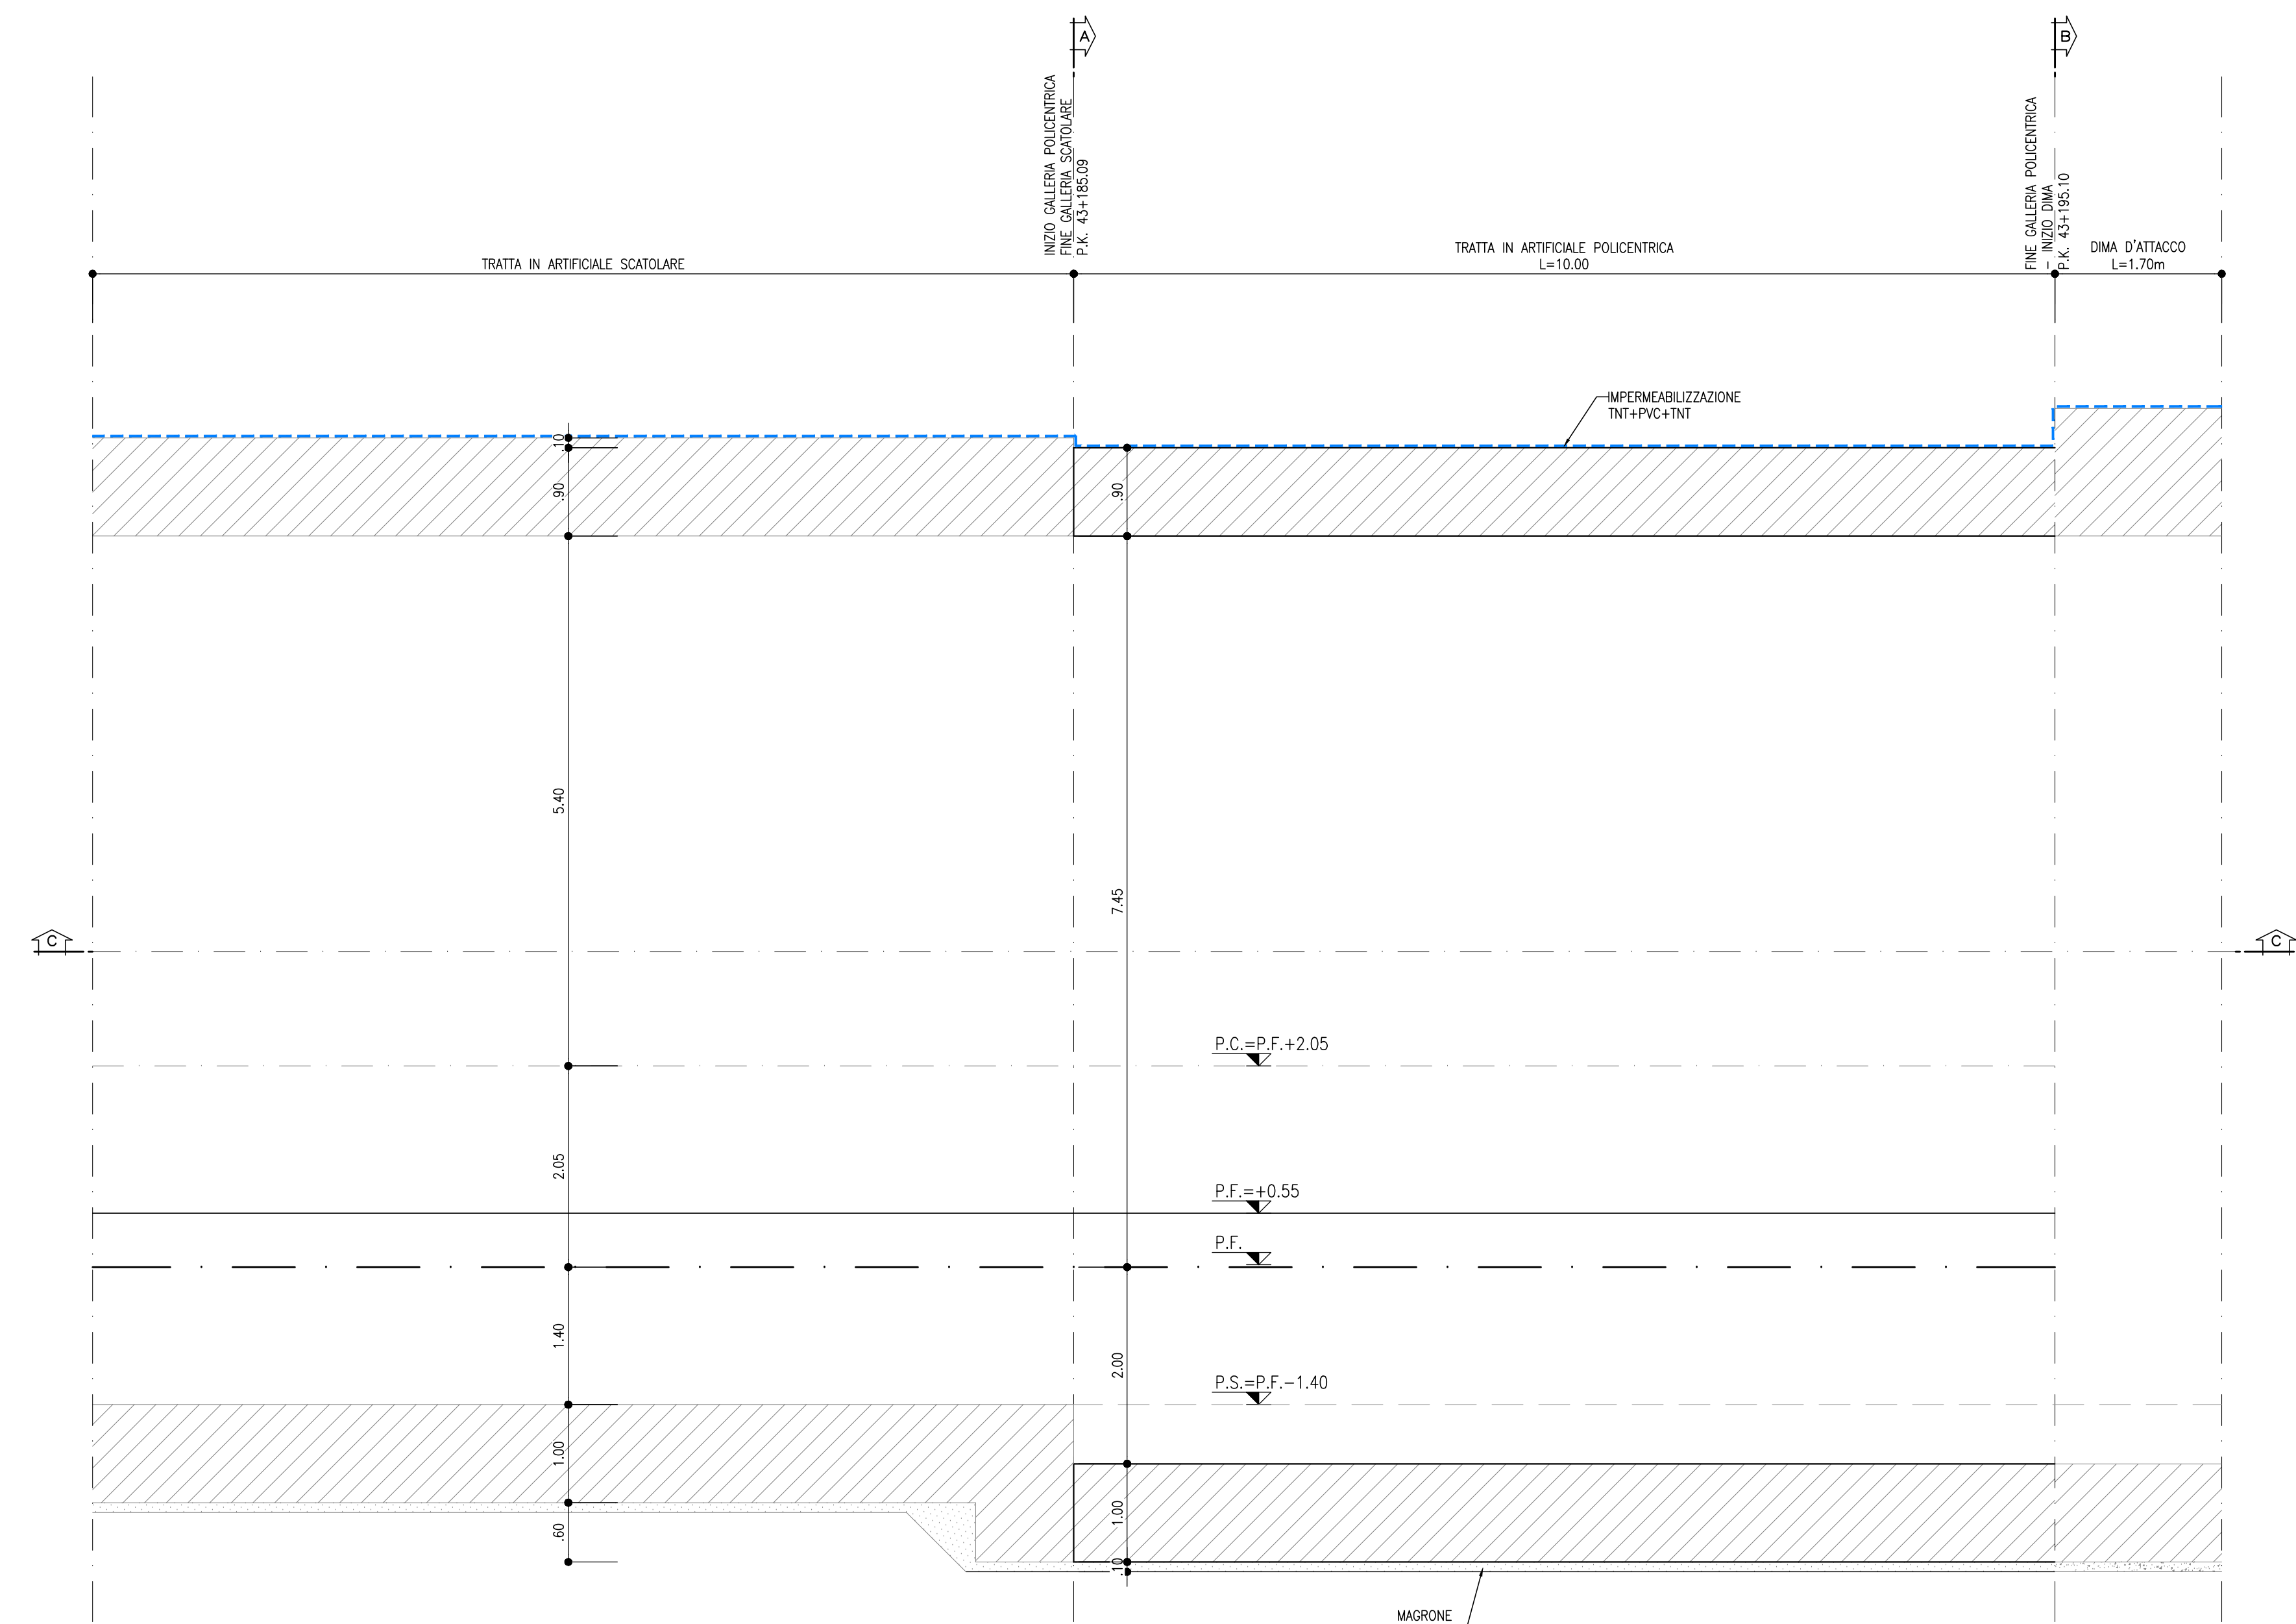 A
B
INIZIO GALLERIA POLICENTRICA
FINE GALLERIA SCATOLARE
P.K. 43+185.09
FINE GALLERIA POLICENTRICA
- INIZIO DIMA
P.K. 43+195.10
TRATTA IN ARTIFICIALE SCATOLARE
TRATTA IN ARTIFICIALE POLICENTRICA
L=10.00
DIMA D'ATTACCO
L=1.70m
IMPERMEABILIZZAZIONE
TNT+PVC+TNT
.10
.90
.90
5.40
7.45
C
C
P.C.=P.F.+2.05
2.05
P.F.=+0.55
P.F.
1.40
2.00
P.S.=P.F.-1.40
1.00
1.00
.60
.10
MAGRONE